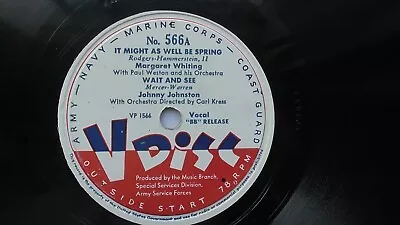 ARMY — NAVY — MARINE CORPS — COAST GUARD
No. 566A
IT MIGHT AS WELL BE SPRING
Rodgers-Hammerstein, II
Margaret Whiting
With Paul Weston and his Orchestra
WAIT AND SEE
Mercer-Warren
Johnny Johnston
With Orchestra Directed by Carl Kress
VP 1566
Vocal
"BB" RELEASE
V Disc
Produced by the Music Branch,
Special Services Division,
Army Service Forces
OUTSIDE START 78 RPM